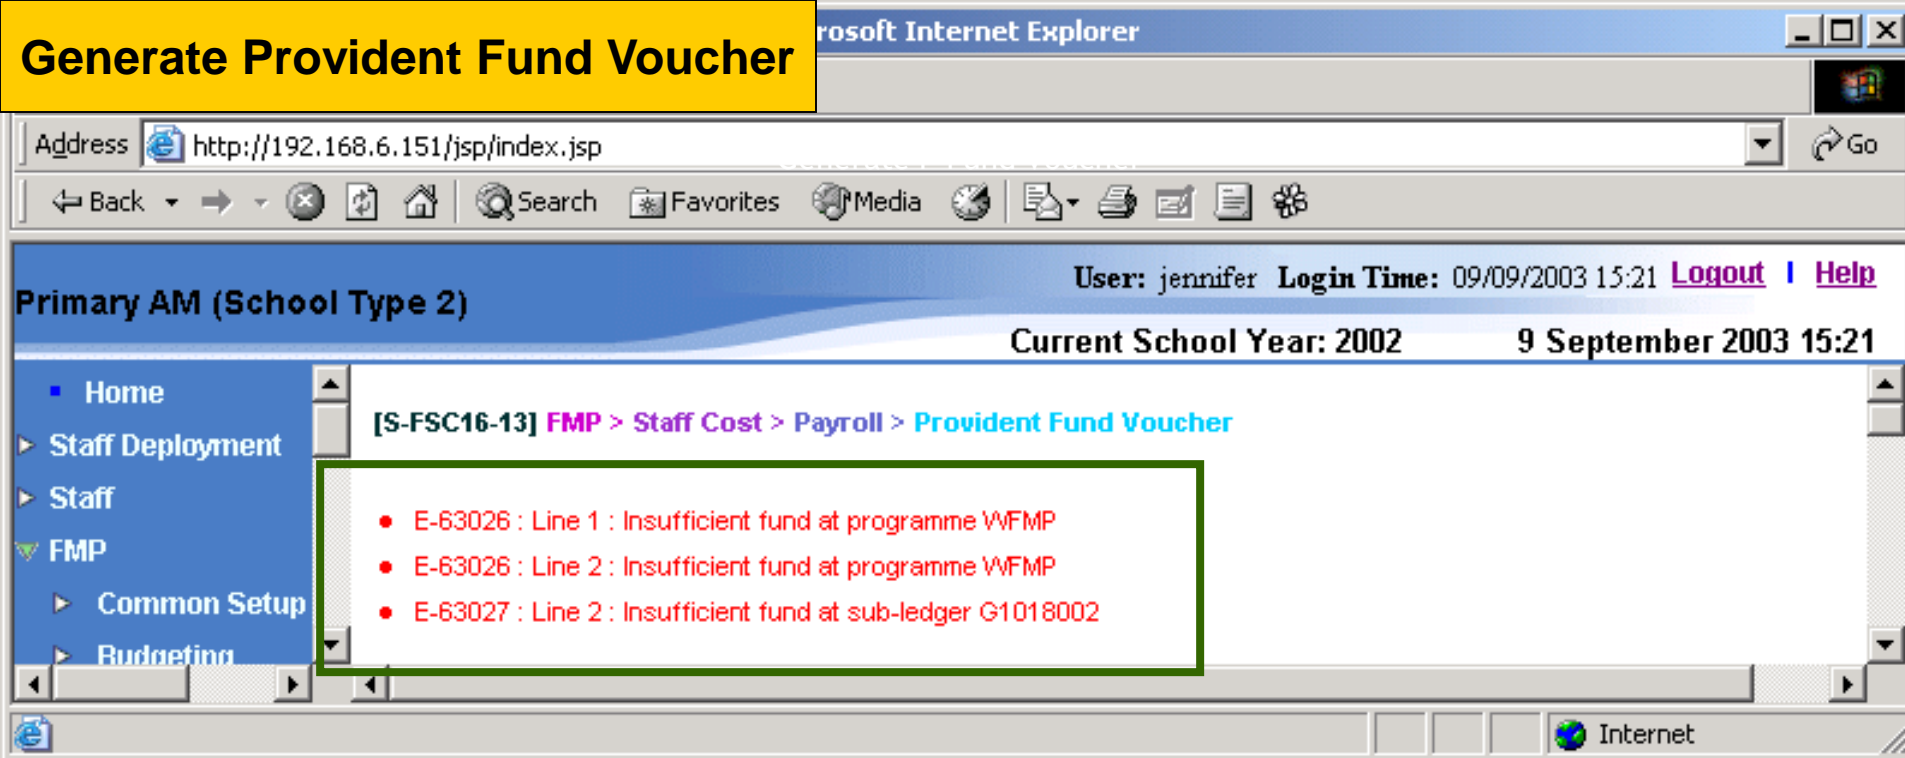 Generate Provident Fund Voucher
rosoft Internet Explorer
Address http://192.168.6.151/jsp/index.jsp Go
Back Search Favorites Media
User: jennifer Login Time: 09/09/2003 15:21 Logout | Help
Primary AM (School Type 2)
Current School Year: 2002 9 September 2003 15:21
Home
Staff Deployment
Staff
FMP
Common Setup
Budgeting
[S-FSC16-13] FMP > Staff Cost > Payroll > Provident Fund Voucher
E-63026 : Line 1 : Insufficient fund at programme WFMP
E-63026 : Line 2 : Insufficient fund at programme WFMP
E-63027 : Line 2 : Insufficient fund at sub-ledger G1018002
Internet